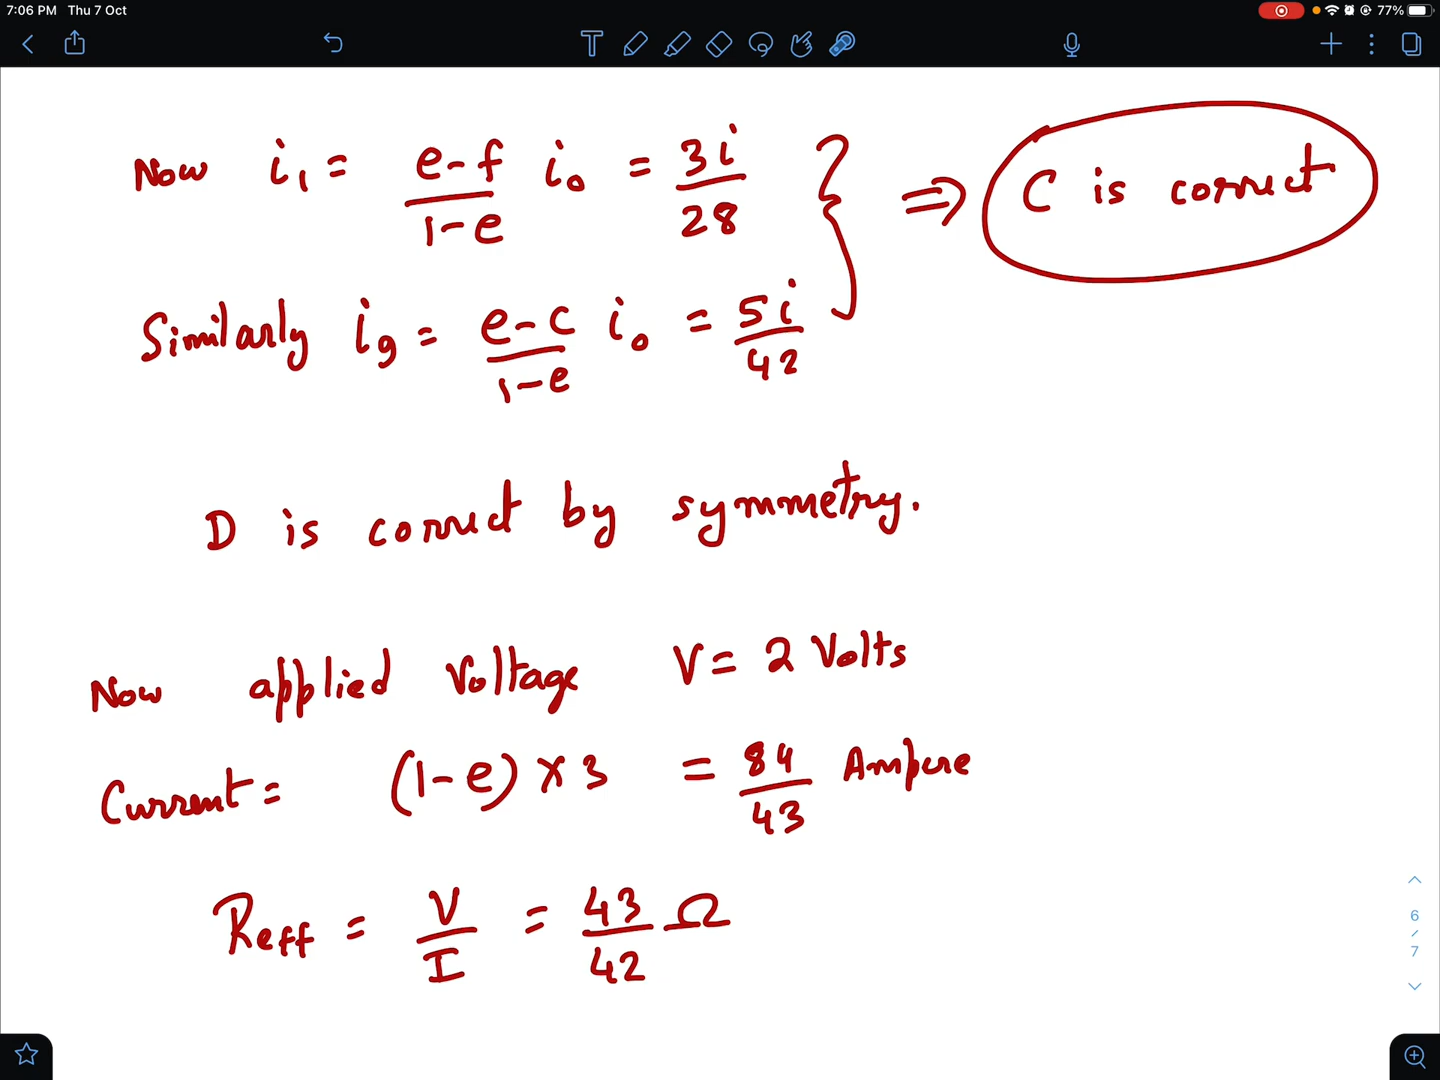 7:06 PM Thu 7 Oct
77%
Now i₁ = (e-f)/(1-e) i₀ = 3i/28
⇒ C is correct
Similarly i₉ = (e-c)/(1-e) i₀ = 5i/42
D is correct by symmetry.
Now applied Voltage V = 2 Volts
Current = (1-e) × 3 = 84/43 Ampere
Reff = V/I = 43/42 Ω
6
/
7